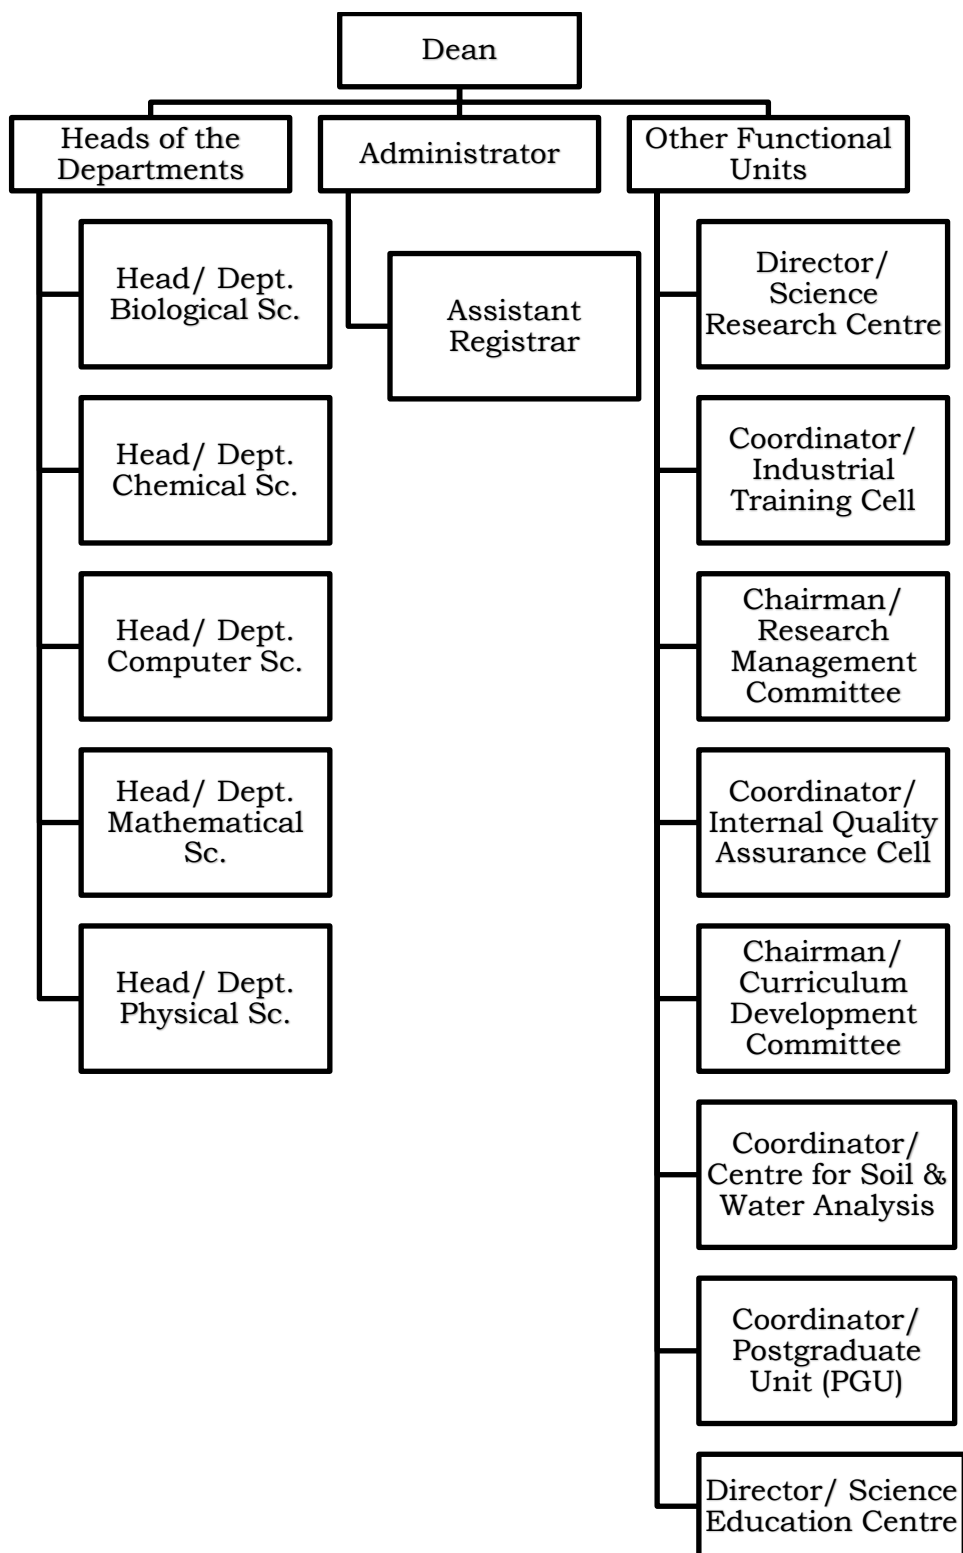 Dean
Heads of the
Departments
Administrator
Other Functional
Units
Head/ Dept.
Biological Sc.
Head/ Dept.
Chemical Sc.
Head/ Dept.
Computer Sc.
Head/ Dept.
Mathematical
Sc.
Head/ Dept.
Physical Sc.
Assistant
Registrar
Director/
Science
Research Centre
Coordinator/
Industrial
Training Cell
Chairman/
Research
Management
Committee
Coordinator/
Internal Quality
Assurance Cell
Chairman/
Curriculum
Development
Committee
Coordinator/
Centre for Soil &
Water Analysis
Coordinator/
Postgraduate
Unit (PGU)
Director/ Science
Education Centre